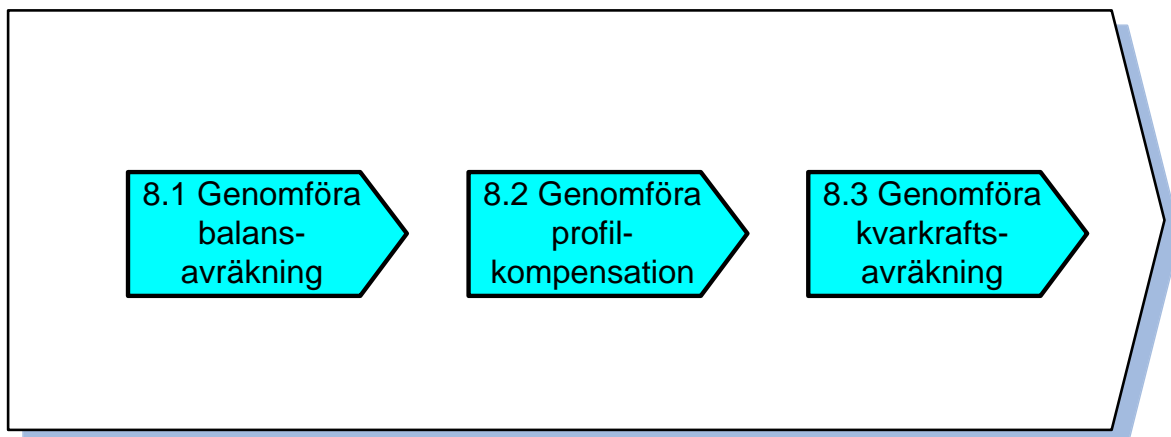 8.1 Genomföra
balans-
avräkning
8.2 Genomföra
profil-
kompensation
8.3 Genomföra
kvarkrafts-
avräkning